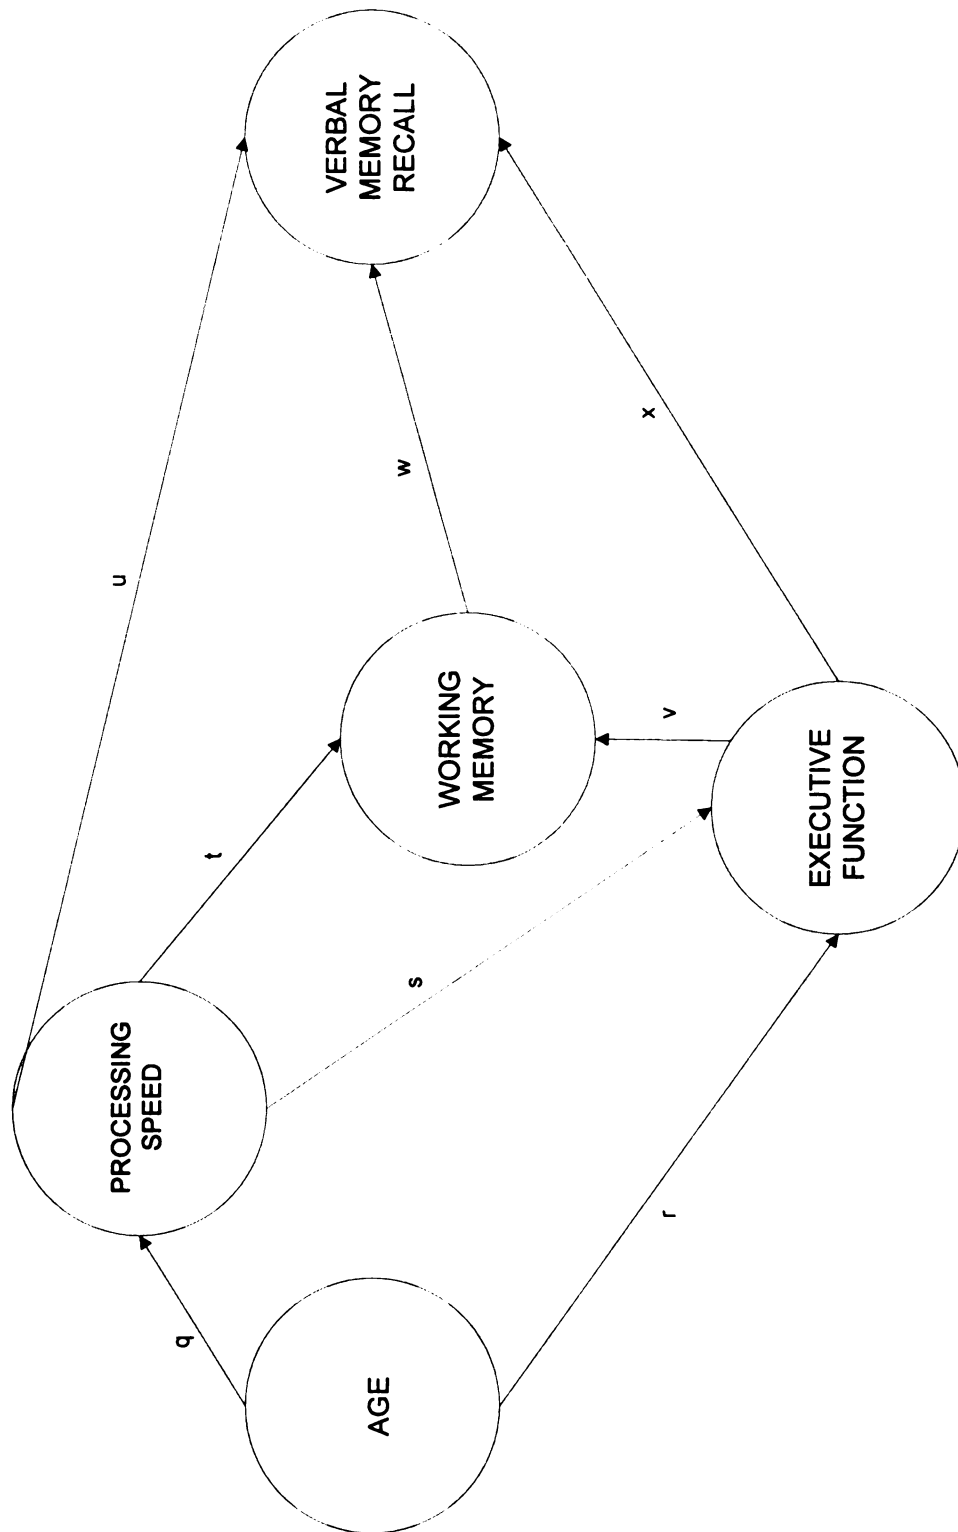 AGE
q
r
PROCESSING
SPEED
s
t
u
EXECUTIVE
FUNCTION
v
WORKING
MEMORY
w
x
VERBAL
MEMORY
RECALL